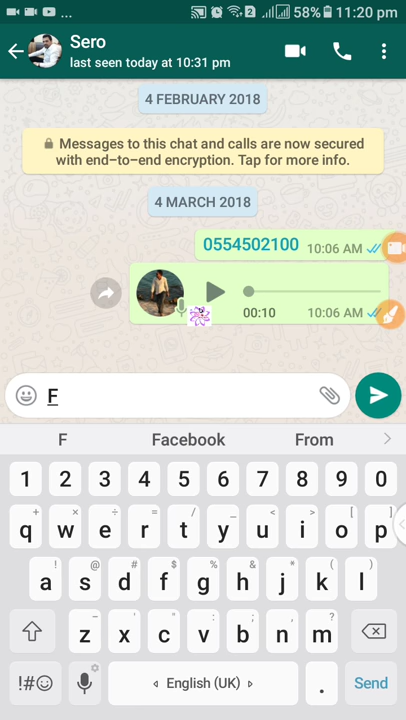 ... 2 58% 11:20 pm
Sero
last seen today at 10:31 pm
4 FEBRUARY 2018
Messages to this chat and calls are now secured
with end-to-end encryption. Tap for more info.
4 MARCH 2018
0554502100 10:06 AM
00:10 10:06 AM
F
F Facebook From
1 2 3 4 5 6 7 8 9 0
+ × ÷ = / _ < > [ ]
q w e r t y u i o p
! @ # $ % ^ & * ( )
a s d f g h j k l
- ' " : ; , ?
z x c v b n m
!#☺ English (UK) . Send